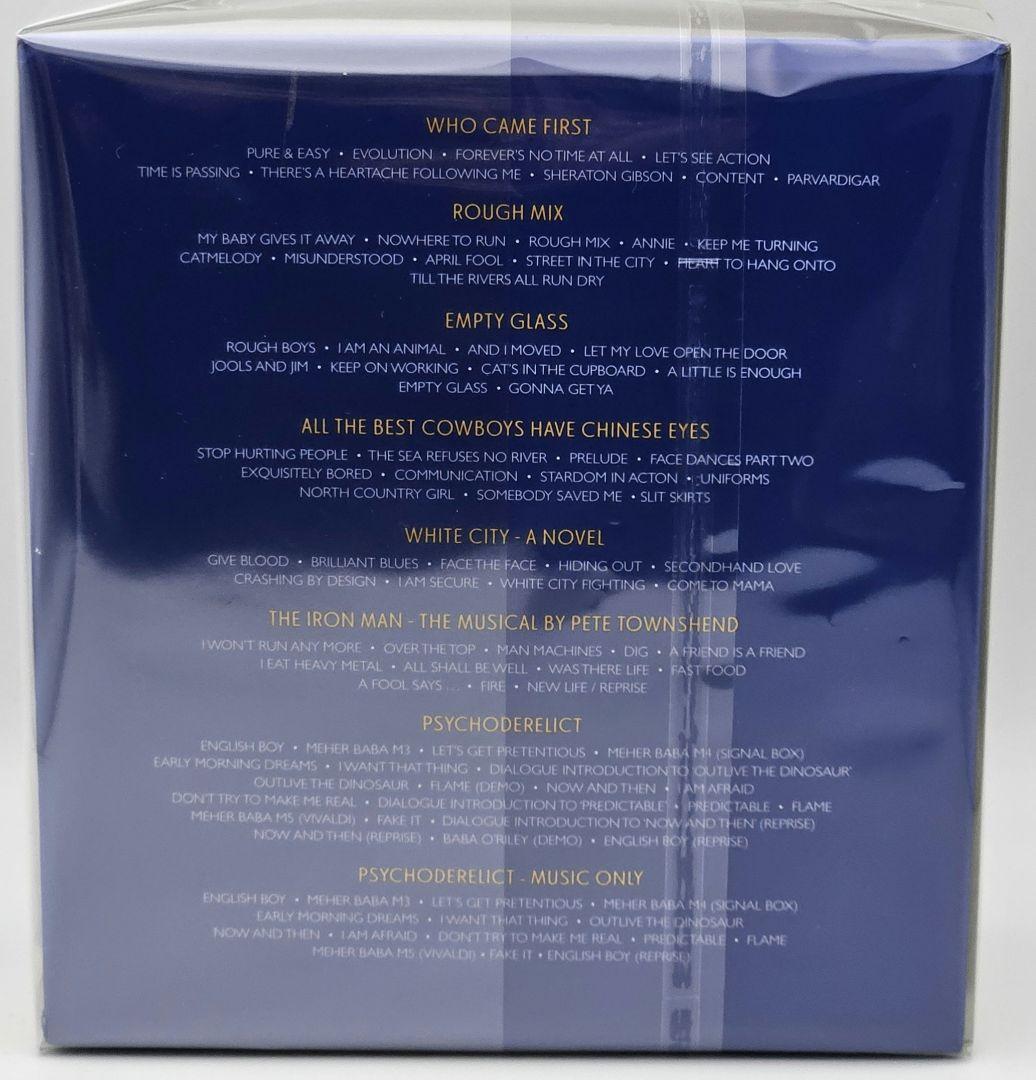 WHO CAME FIRST
PURE & EASY • EVOLUTION • FOREVER'S NO TIME AT ALL • LET'S SEE ACTION
TIME IS PASSING • THERE'S A HEARTACHE FOLLOWING ME • SHERATON GIBSON • CONTENT • PARVARDIGAR
ROUGH MIX
MY BABY GIVES IT AWAY • NOWHERE TO RUN • ROUGH MIX • ANNIE • KEEP ME TURNING
CATMELODY • MISUNDERSTOOD • APRIL FOOL • STREET IN THE CITY • HEART TO HANG ONTO
TILL THE RIVERS ALL RUN DRY
EMPTY GLASS
ROUGH BOYS • I AM AN ANIMAL • AND I MOVED • LET MY LOVE OPEN THE DOOR
JOOLS AND JIM • KEEP ON WORKING • CAT'S IN THE CUPBOARD • A LITTLE IS ENOUGH
EMPTY GLASS • GONNA GET YA
ALL THE BEST COWBOYS HAVE CHINESE EYES
STOP HURTING PEOPLE • THE SEA REFUSES NO RIVER • PRELUDE • FACE DANCES PART TWO
EXQUISITELY BORED • COMMUNICATION • STARDOM IN ACTON • UNIFORMS
NORTH COUNTRY GIRL • SOMEBODY SAVED ME • SLIT SKIRTS
WHITE CITY - A NOVEL
GIVE BLOOD • BRILLIANT BLUES • FACE THE FACE • HIDING OUT • SECONDHAND LOVE
CRASHING BY DESIGN • I AM SECURE • WHITE CITY FIGHTING • COME TO MAMA
THE IRON MAN - THE MUSICAL BY PETE TOWNSHEND
I WON'T RUN ANY MORE • OVER THE TOP • MAN MACHINES • DIG • A FRIEND IS A FRIEND
I EAT HEAVY METAL • ALL SHALL BE WELL • WAS THERE LIFE • FAST FOOD
A FOOL SAYS ... • FIRE • NEW LIFE / REPRISE
PSYCHODERELICT
ENGLISH BOY • MEHER BABA M3 • LET'S GET PRETENTIOUS • MEHER BABA M4 (SIGNAL BOX)
EARLY MORNING DREAMS • I WANT THAT THING • DIALOGUE INTRODUCTION TO 'OUTLIVE THE DINOSAUR'
OUTLIVE THE DINOSAUR • FLAME (DEMO) • NOW AND THEN • I AM AFRAID
DON'T TRY TO MAKE ME REAL • DIALOGUE INTRODUCTION TO 'PREDICTABLE' • PREDICTABLE • FLAME
MEHER BABA M5 (VIVALDI) • FAKE IT • DIALOGUE INTRODUCTION TO 'NOW AND THEN' (REPRISE)
NOW AND THEN (REPRISE) • BABA O'RILEY (DEMO) • ENGLISH BOY (REPRISE)
PSYCHODERELICT - MUSIC ONLY
ENGLISH BOY • MEHER BABA M3 • LET'S GET PRETENTIOUS • MEHER BABA M4 (SIGNAL BOX)
EARLY MORNING DREAMS • I WANT THAT THING • OUTLIVE THE DINOSAUR
NOW AND THEN • I AM AFRAID • DON'T TRY TO MAKE ME REAL • PREDICTABLE • FLAME
MEHER BABA M5 (VIVALDI) • FAKE IT • ENGLISH BOY (REPRISE)